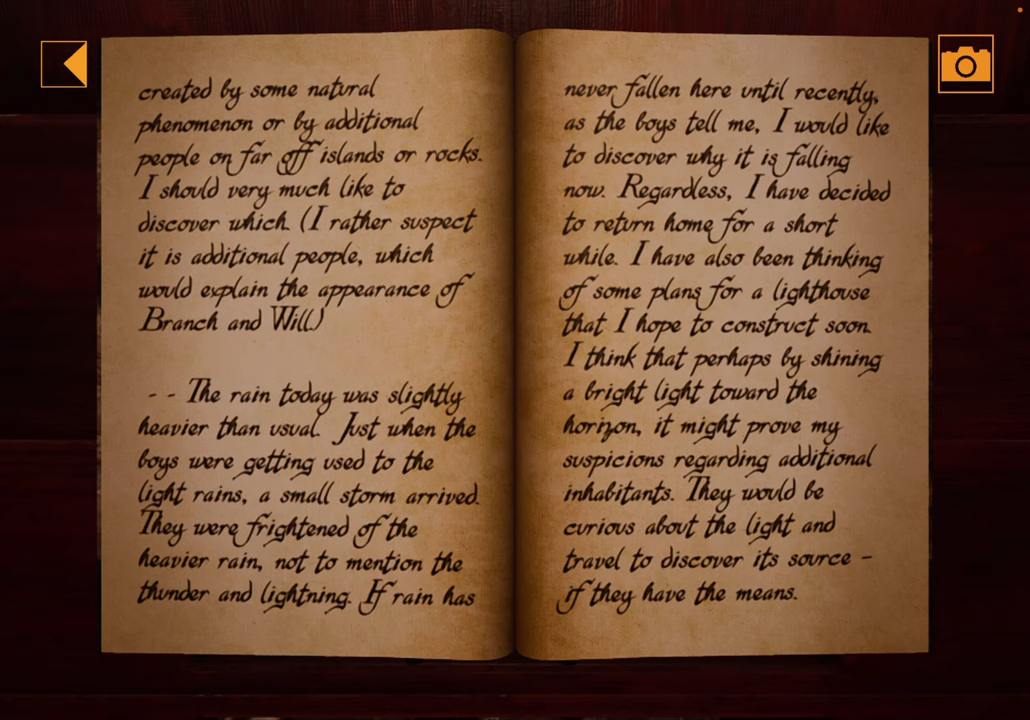 created by some natural
phenomenon or by additional
people on far off islands or rocks.
I should very much like to
discover which. (I rather suspect
it is additional people, which
would explain the appearance of
Branch and Will.)
- - The rain today was slightly
heavier than usual. Just when the
boys were getting used to the
light rains, a small storm arrived.
They were frightened of the
heavier rain, not to mention the
thunder and lightning. If rain has
never fallen here until recently,
as the boys tell me, I would like
to discover why it is falling
now. Regardless, I have decided
to return home for a short
while. I have also been thinking
of some plans for a lighthouse
that I hope to construct soon.
I think that perhaps by shining
a bright light toward the
horizon, it might prove my
suspicions regarding additional
inhabitants. They would be
curious about the light and
travel to discover its source -
if they have the means.